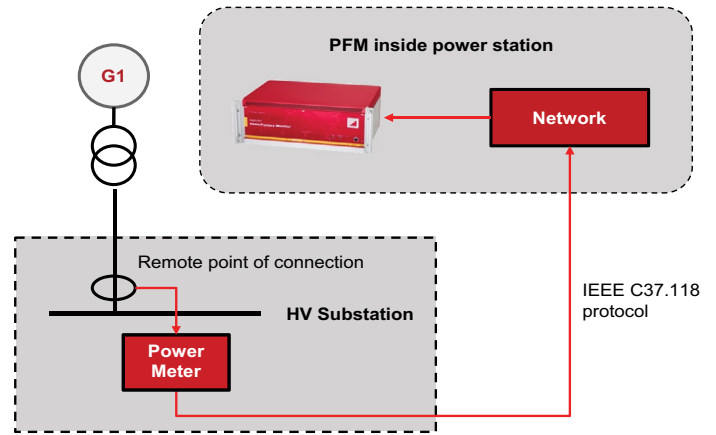 PFM inside power station
G1
Network
Remote point of connection
IEEE C37.118
protocol
HV Substation
Power
Meter